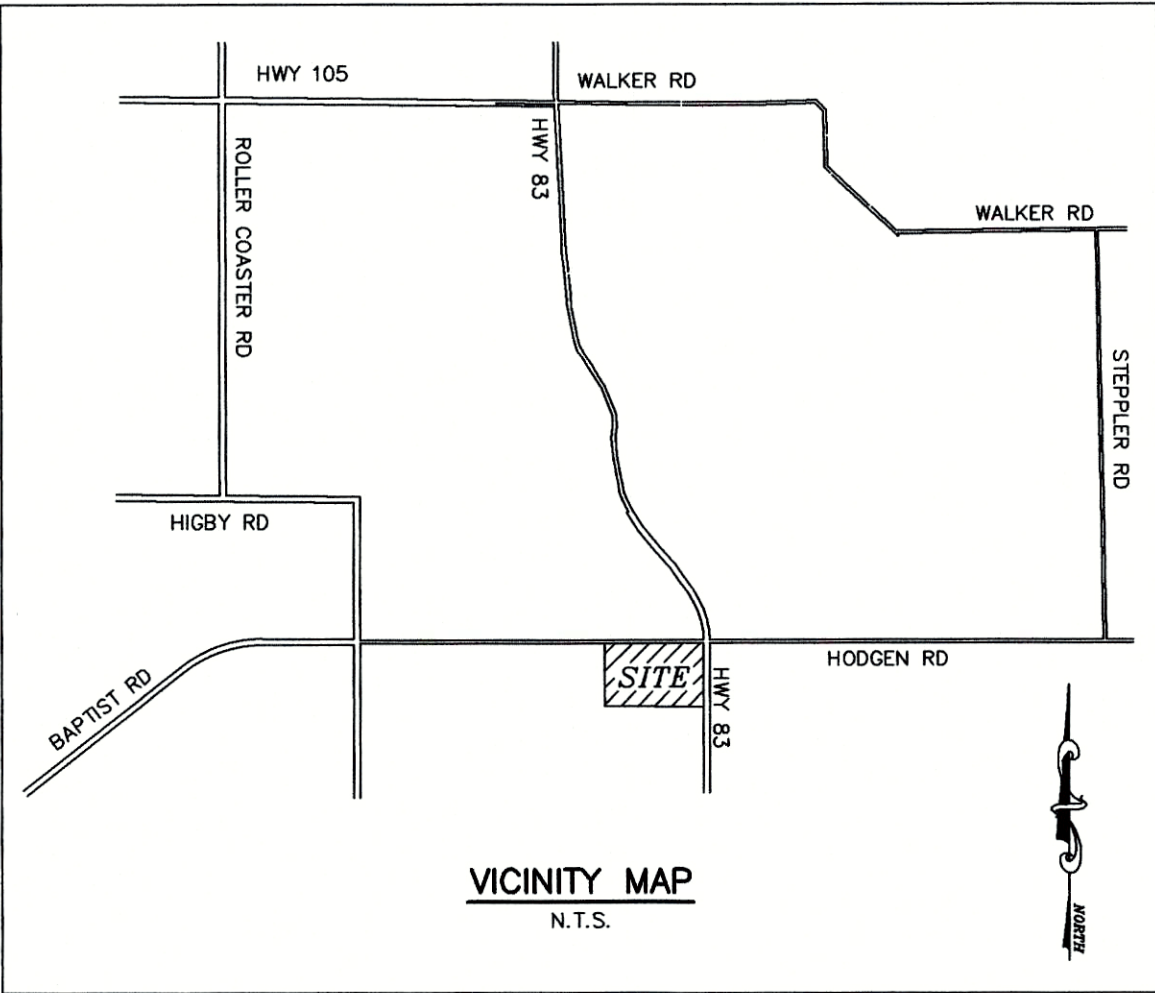 HWY 105
WALKER RD
HWY 83
ROLLER COASTER RD
WALKER RD
STEPPLER RD
HIGBY RD
HODGEN RD
SITE
HWY 83
BAPTIST RD
VICINITY MAP
N.T.S.
NORTH